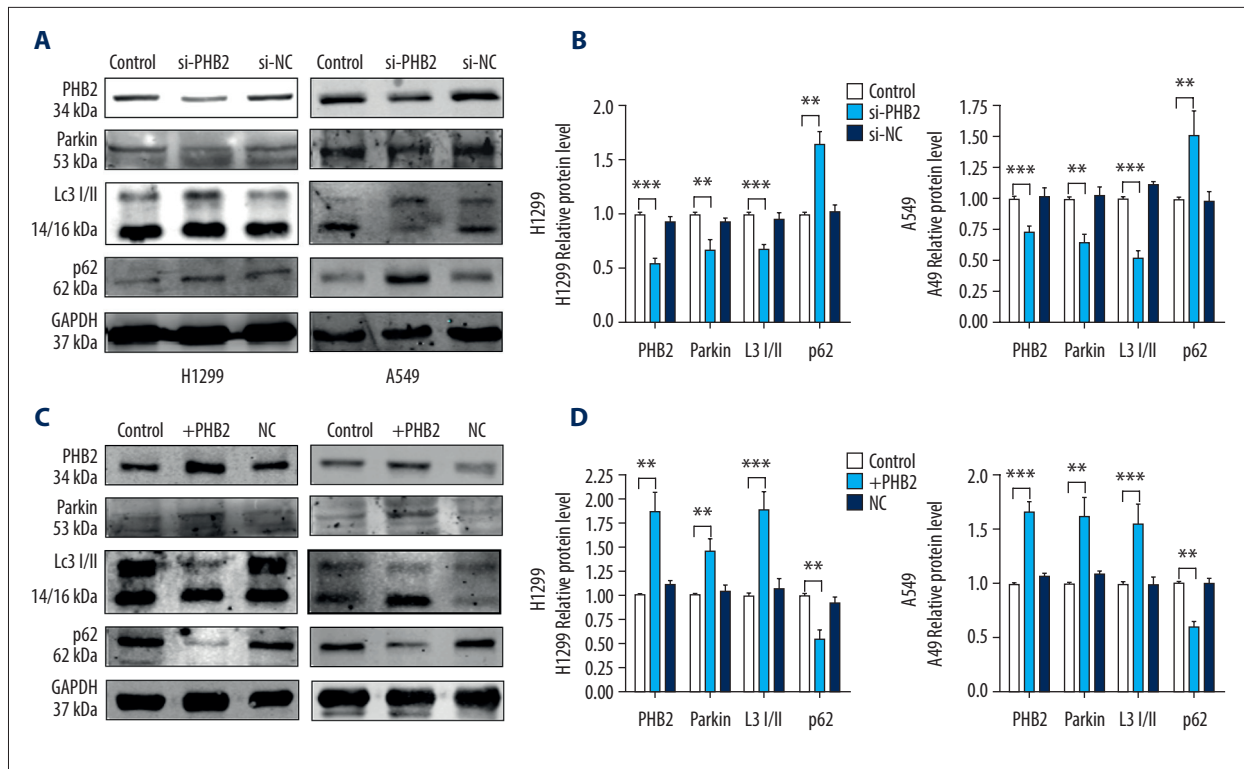 A
Control si-PHB2 si-NC Control si-PHB2 si-NC
PHB2
34 kDa
Parkin
53 kDa
Lc3 I/II
14/16 kDa
p62
62 kDa
GAPDH
37 kDa
H1299 A549
B
Control
si-PHB2
si-NC
H1299
H1299 Relative protein level
2.0
1.5
1.0
0.5
0.0
*** ** *** **
PHB2 Parkin L3 I/II p62
A549
A49 Relative protein level
1.75
1.50
1.25
1.00
0.75
0.50
0.25
0.00
*** ** *** **
PHB2 Parkin L3 I/II p62
C
Control +PHB2 NC Control +PHB2 NC
PHB2
34 kDa
Parkin
53 kDa
Lc3 I/II
14/16 kDa
p62
62 kDa
GAPDH
37 kDa
D
Control
+PHB2
NC
H1299
H1299 Relative protein level
2.25
2.00
1.75
1.50
1.25
1.00
0.75
0.50
0.25
0.00
** ** *** **
PHB2 Parkin L3 I/II p62
A549
A49 Relative protein level
2.0
1.5
1.0
0.5
0.0
*** ** *** **
PHB2 Parkin L3 I/II p62